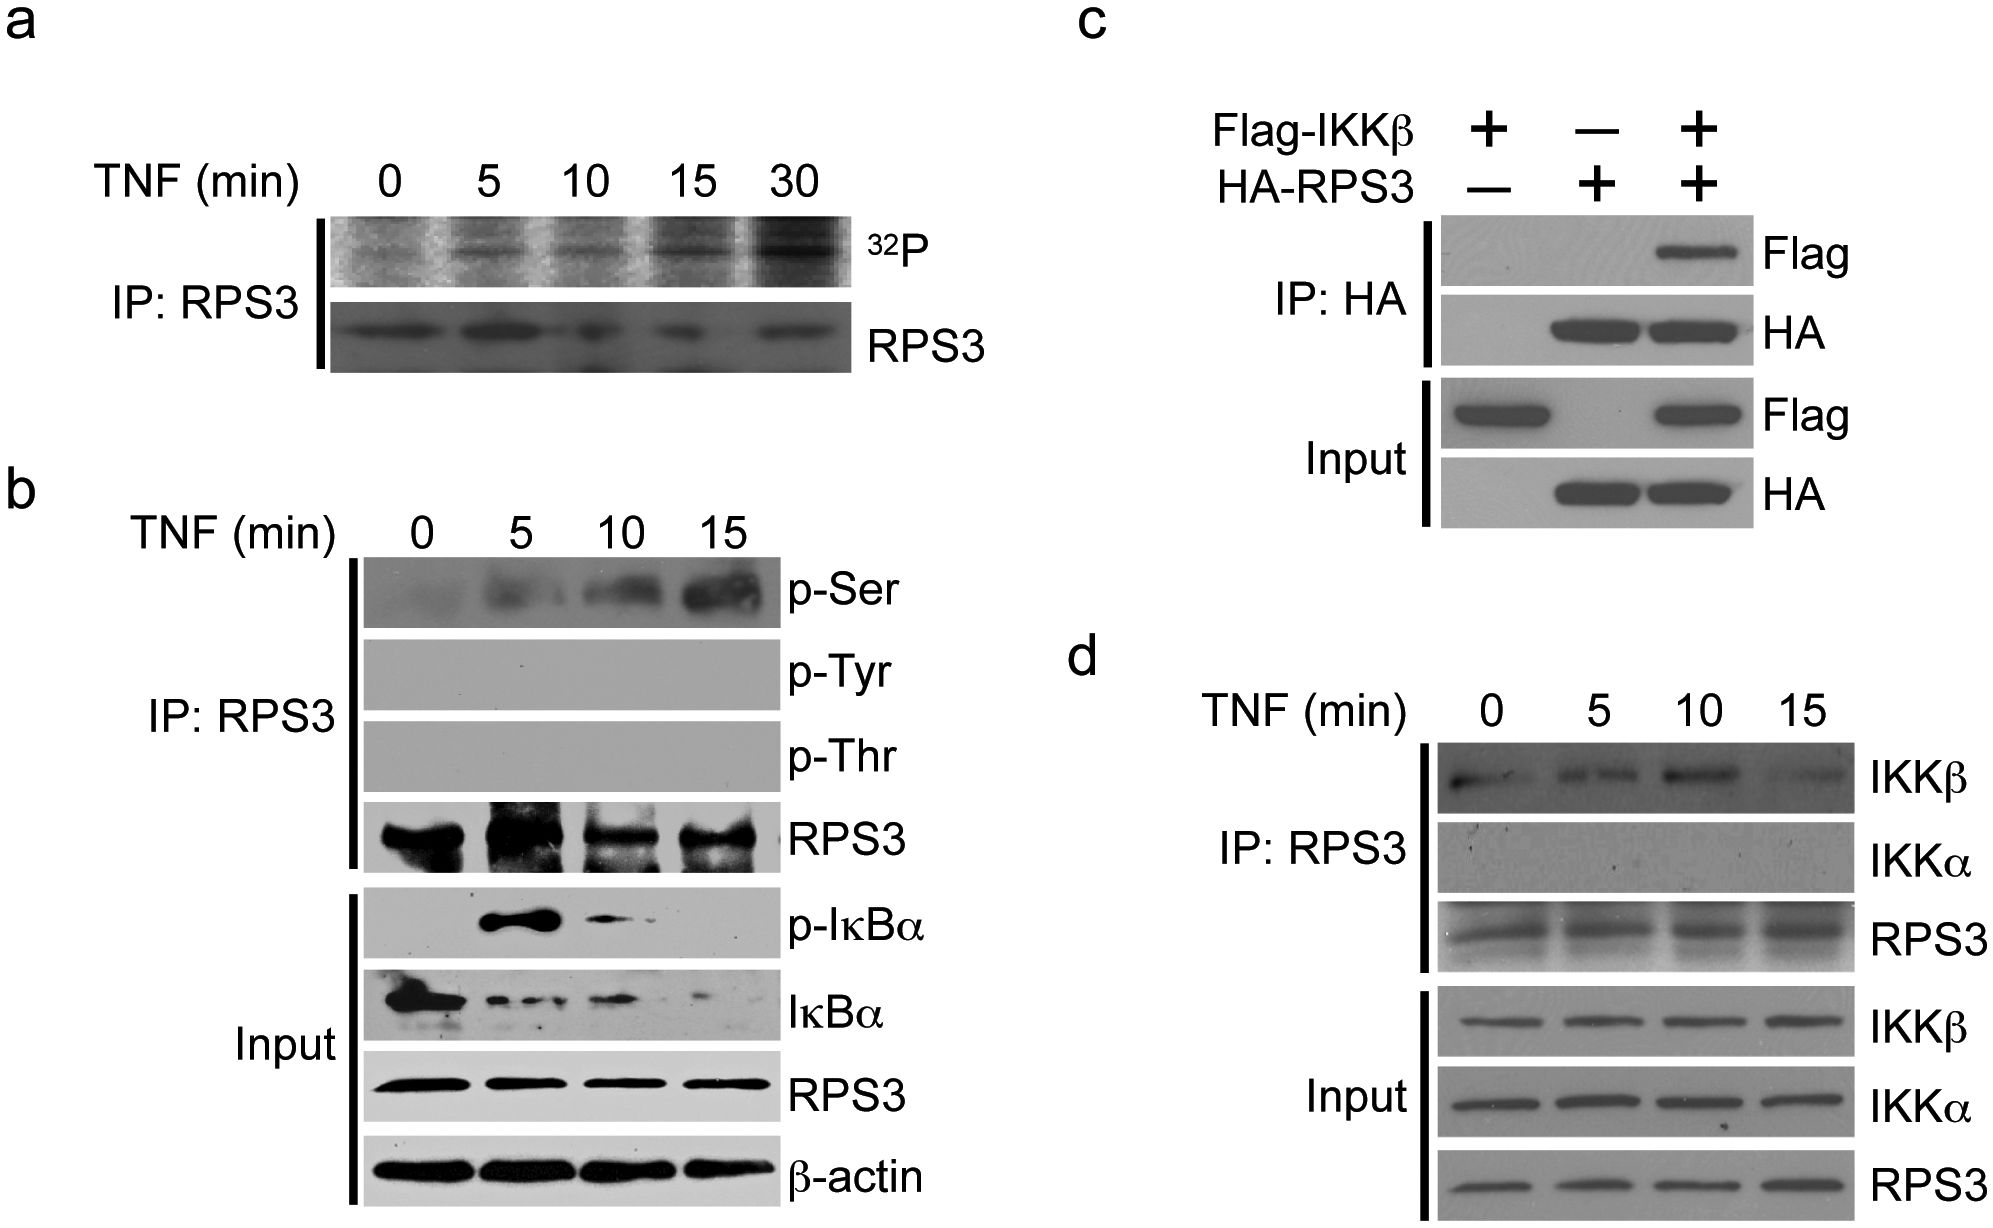 a
TNF (min) 0 5 10 15 30
IP: RPS3
³²P
RPS3
b
TNF (min) 0 5 10 15
IP: RPS3
p-Ser
p-Tyr
p-Thr
RPS3
Input
p-IκBα
IκBα
RPS3
β-actin
c
Flag-IKKβ + — +
HA-RPS3 — + +
IP: HA
Flag
HA
Input
Flag
HA
d
TNF (min) 0 5 10 15
IP: RPS3
IKKβ
IKKα
RPS3
Input
IKKβ
IKKα
RPS3